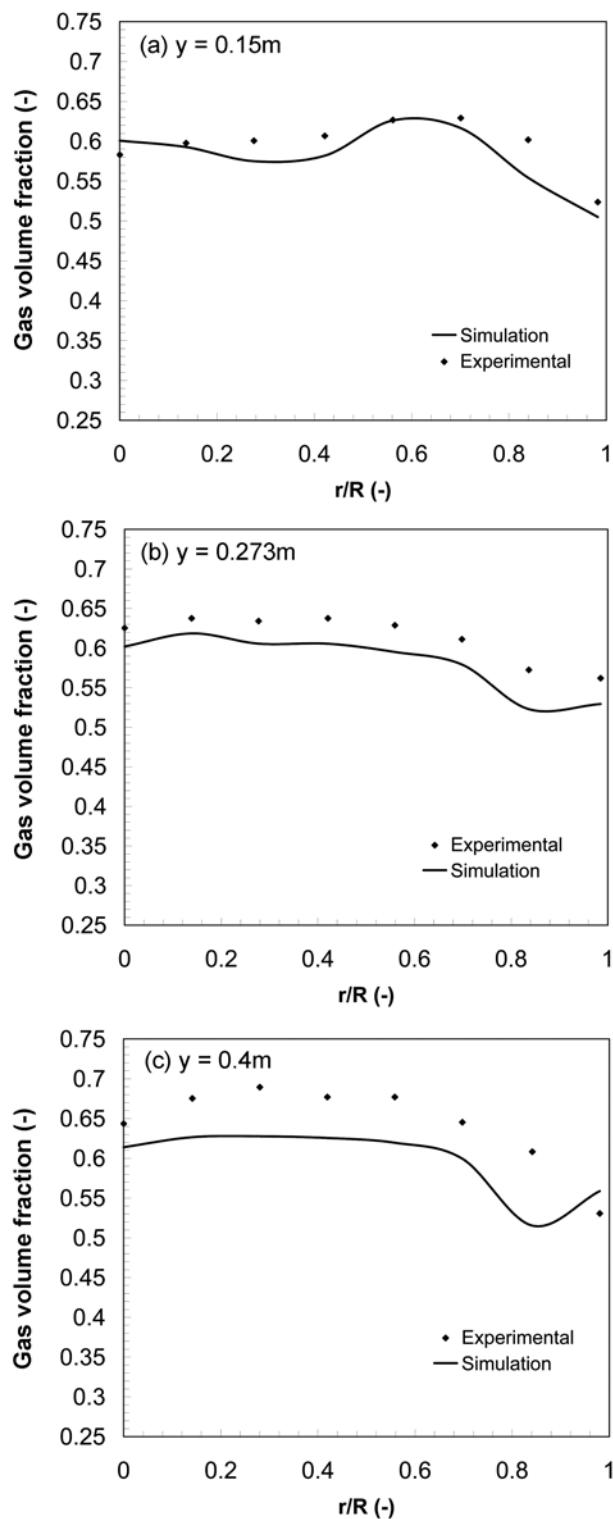 (a) y = 0.15m
Gas volume fraction (-)
0.75
0.7
0.65
0.6
0.55
0.5
0.45
0.4
0.35
0.3
0.25
Simulation
Experimental
0 0.2 0.4 0.6 0.8 1
r/R (-)
(b) y = 0.273m
Gas volume fraction (-)
0.75
0.7
0.65
0.6
0.55
0.5
0.45
0.4
0.35
0.3
0.25
Experimental
Simulation
0 0.2 0.4 0.6 0.8 1
r/R (-)
(c) y = 0.4m
Gas volume fraction (-)
0.75
0.7
0.65
0.6
0.55
0.5
0.45
0.4
0.35
0.3
0.25
Experimental
Simulation
0 0.2 0.4 0.6 0.8 1
r/R (-)